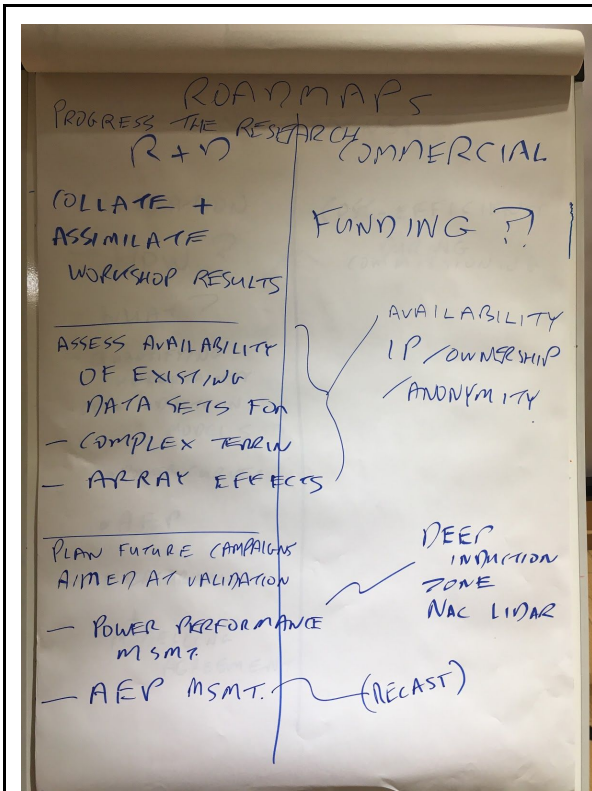 ROADMAPS
PROGRESS THE RESEARCH
R + D
COLLATE +
ASSIMILATE
WORKSHOP RESULTS
ASSESS AVAILABILITY
OF EXISTING
DATA SETS FOR
- COMPLEX TERRIN
- ARRAY EFFECTS
PLAN FUTURE CAMPAIGNS
AIMED AT VALIDATION
- POWER PERFORMANCE
MSMT.
- AEP MSMT.
COMMERCIAL
FUNDING ?!
AVAILABILITY
IP/OWNERSHIP
/ANONYMITY
DEEP
INDUCTION
ZONE
NAC LIDAR
(RECAST)